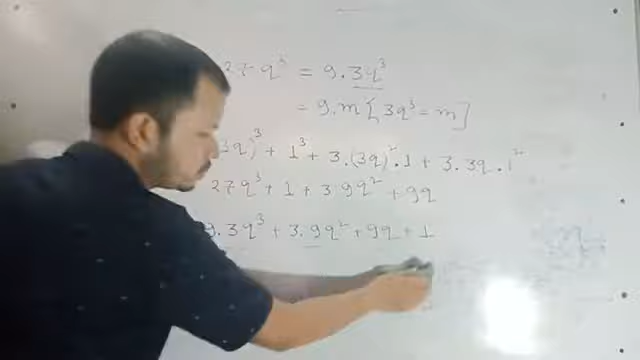 27q³ = 9.3q³
= 9.m [3q³ = m]
3q)³ + 1³ + 3.(3q)².1 + 3.3q.1²
27q³ + 1 + 3.9q² + 9q
9.3q³ + 3.9q² + 9q + 1